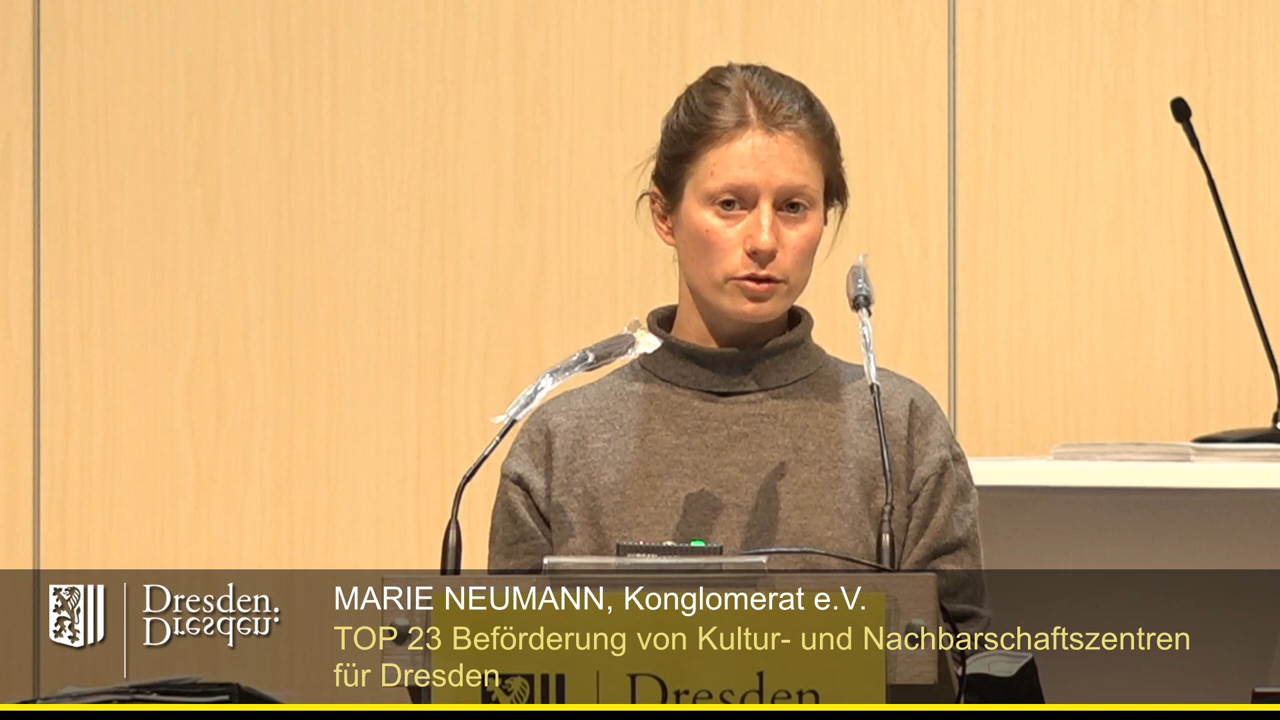 MARIE NEUMANN, Konglomerat e.V.
TOP 23 Beförderung von Kultur- und Nachbarschaftszentren
für Dresden
Dresden.
Dresden.
Dresden